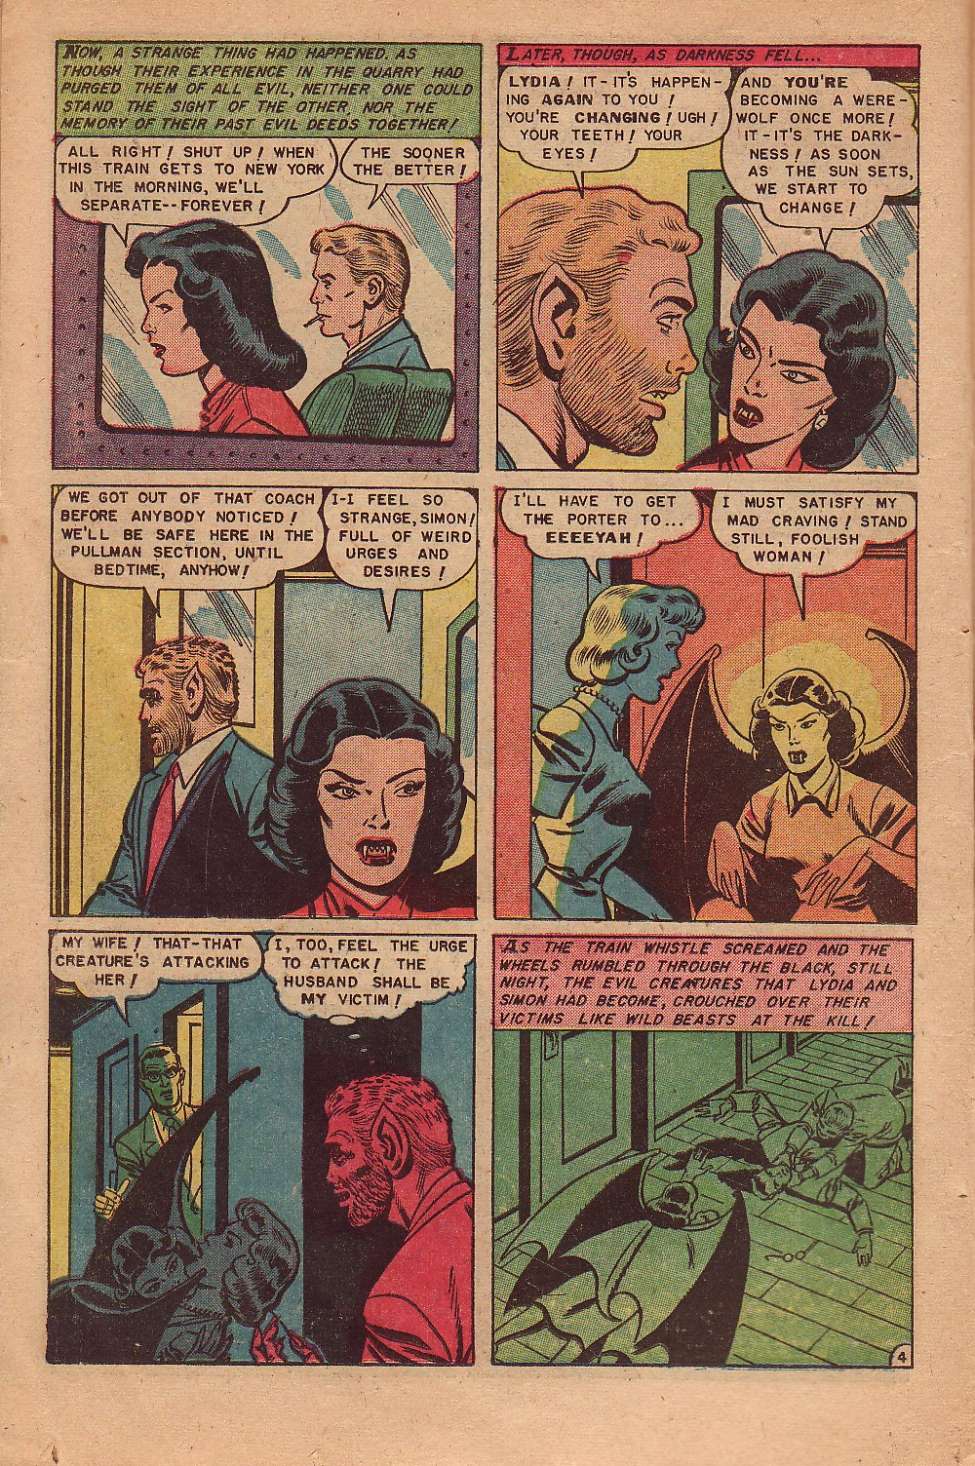 NOW, A STRANGE THING HAD HAPPENED. AS
THOUGH THEIR EXPERIENCE IN THE QUARRY HAD
PURGED THEM OF ALL EVIL, NEITHER ONE COULD
STAND THE SIGHT OF THE OTHER, NOR THE
MEMORY OF THEIR PAST EVIL DEEDS TOGETHER!
ALL RIGHT! SHUT UP! WHEN
THIS TRAIN GETS TO NEW YORK
IN THE MORNING, WE'LL
SEPARATE--FOREVER!
THE SOONER
THE BETTER!
LATER, THOUGH, AS DARKNESS FELL...
LYDIA! IT-IT'S HAPPEN-
ING AGAIN TO YOU!
YOU'RE CHANGING! UGH!
YOUR TEETH! YOUR
EYES!
AND YOU'RE
BECOMING A WERE-
WOLF ONCE MORE!
IT-IT'S THE DARK-
NESS! AS SOON
AS THE SUN SETS,
WE START TO
CHANGE!
WE GOT OUT OF THAT COACH
BEFORE ANYBODY NOTICED!
WE'LL BE SAFE HERE IN THE
PULLMAN SECTION, UNTIL
BEDTIME, ANYHOW!
I-I FEEL SO
STRANGE, SIMON!
FULL OF WEIRD
URGES AND
DESIRES!
I'LL HAVE TO GET
THE PORTER TO...
EEEEYAH!
I MUST SATISFY MY
MAD CRAVING! STAND
STILL, FOOLISH
WOMAN!
MY WIFE! THAT-THAT
CREATURE'S ATTACKING
HER!
I, TOO, FEEL THE URGE
TO ATTACK! THE
HUSBAND SHALL BE
MY VICTIM!
AS THE TRAIN WHISTLE SCREAMED AND THE
WHEELS RUMBLED THROUGH THE BLACK, STILL
NIGHT, THE EVIL CREATURES THAT LYDIA AND
SIMON HAD BECOME, CROUCHED OVER THEIR
VICTIMS LIKE WILD BEASTS AT THE KILL!
4